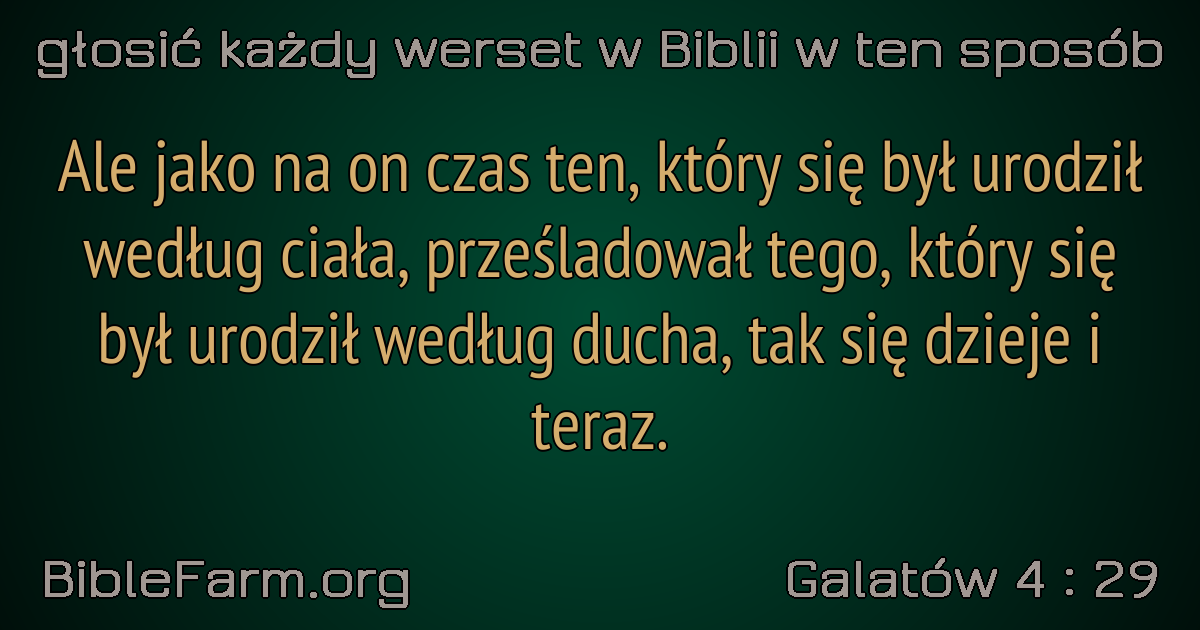 głosić każdy werset w Biblii w ten sposób
Ale jako na on czas ten, który się był urodził
według ciała, prześladował tego, który się
był urodził według ducha, tak się dzieje i
teraz.
BibleFarm.org
Galatów 4 : 29